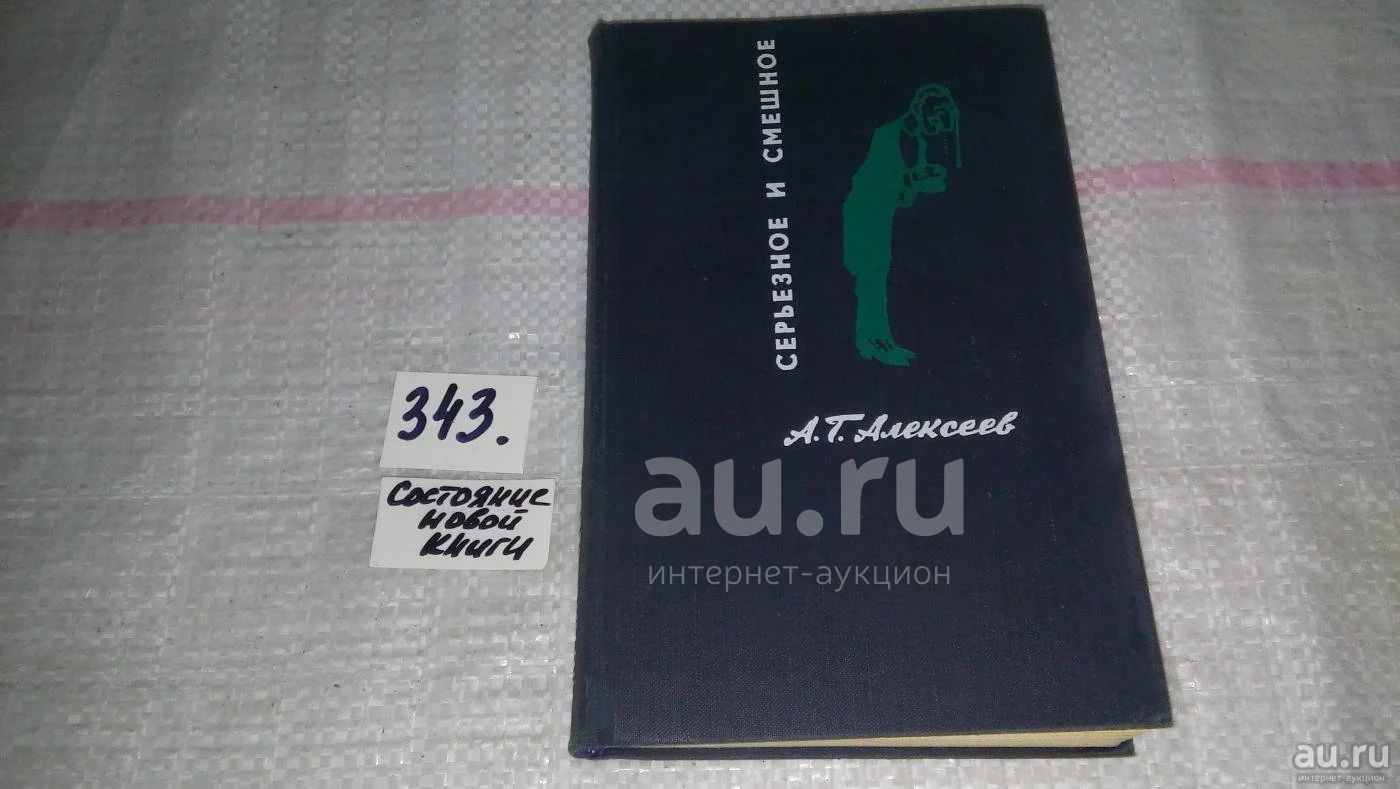 СЕРЬЕЗНОЕ И СМЕШНОЕ
А.Г. Алексеев
343.
Состояние
новой
книги
au.ru
интернет-аукцион
au.ru
интернет-аукцион